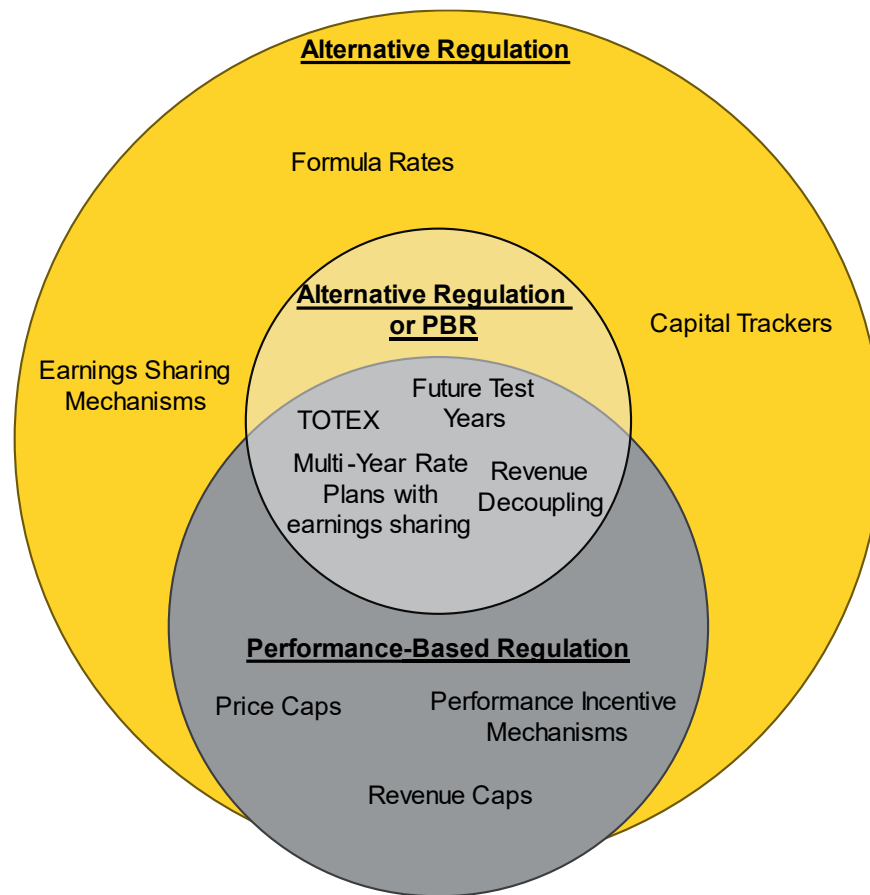 Alternative Regulation
Formula Rates
Alternative Regulation
or PBR
Capital Trackers
Earnings Sharing
Mechanisms
Future Test
Years
TOTEX
Multi-Year Rate
Plans with
earnings sharing
Revenue
Decoupling
Performance-Based Regulation
Price Caps
Performance Incentive
Mechanisms
Revenue Caps